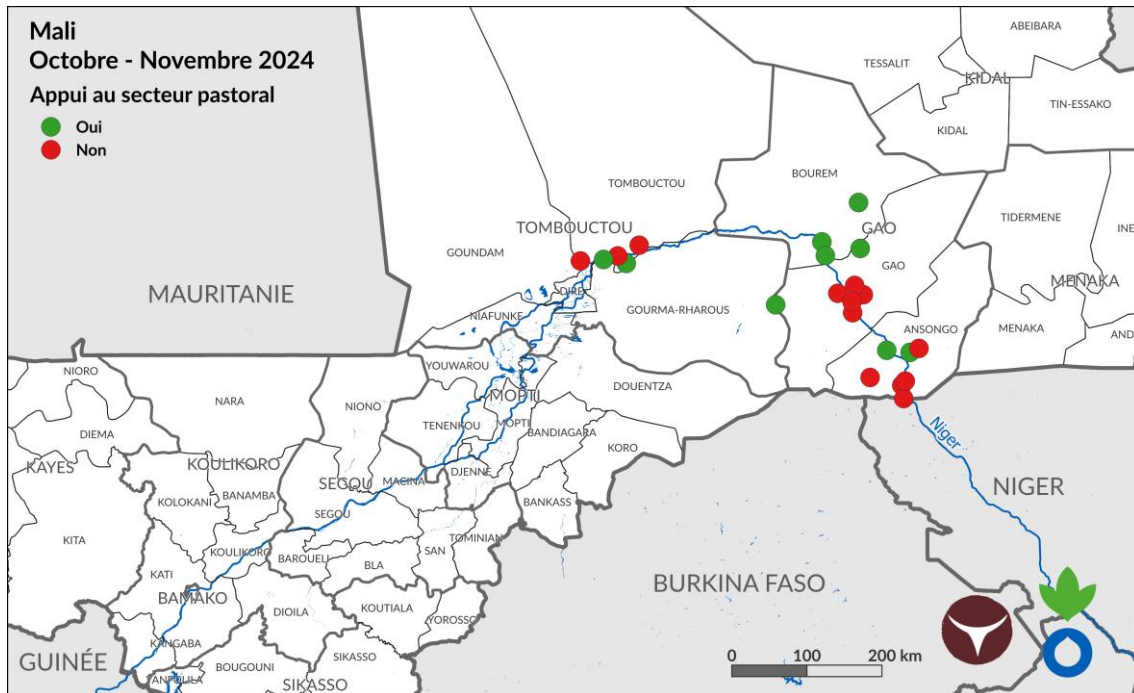 Mali
Octobre - Novembre 2024
Appui au secteur pastoral
Oui
Non
ABEIBARA
TESSALIT
KIDAL
TIN-ESSAKO
KIDAL
BOUREM
TOMBOUCTOU
TIDERMENE
TOMBOUCTOU
GAO
INE
GOUNDAM
GAO
MENAKA
MAURITANIE
DIRE
GOURMA-RHAROUS
NIAFUNKE
ANSONGO
MENAKA
AND
YOUWAROU
NIORO
DOUENTZA
NARA
NIONO
MOPTI
TENENKOU
MOPTI
BANDIAGARA
DIEMA
KORO
Niger
KAYES
KOULIKORO
DJENNE
SEGOU
MACINA
NIGER
KOLOKANI
BANAMBA
BANKASS
SEGOU
KITA
TOMINIAN
KOULIKORO
BAROUELI
SAN
KATI
BLA
BURKINA FASO
BAMAKO
DIOILA
KOUTIALA
YOROSSO
KANGABA
GUINÉE
BOUGOUNI
SIKASSO
SIKASSO
0 100 200 km